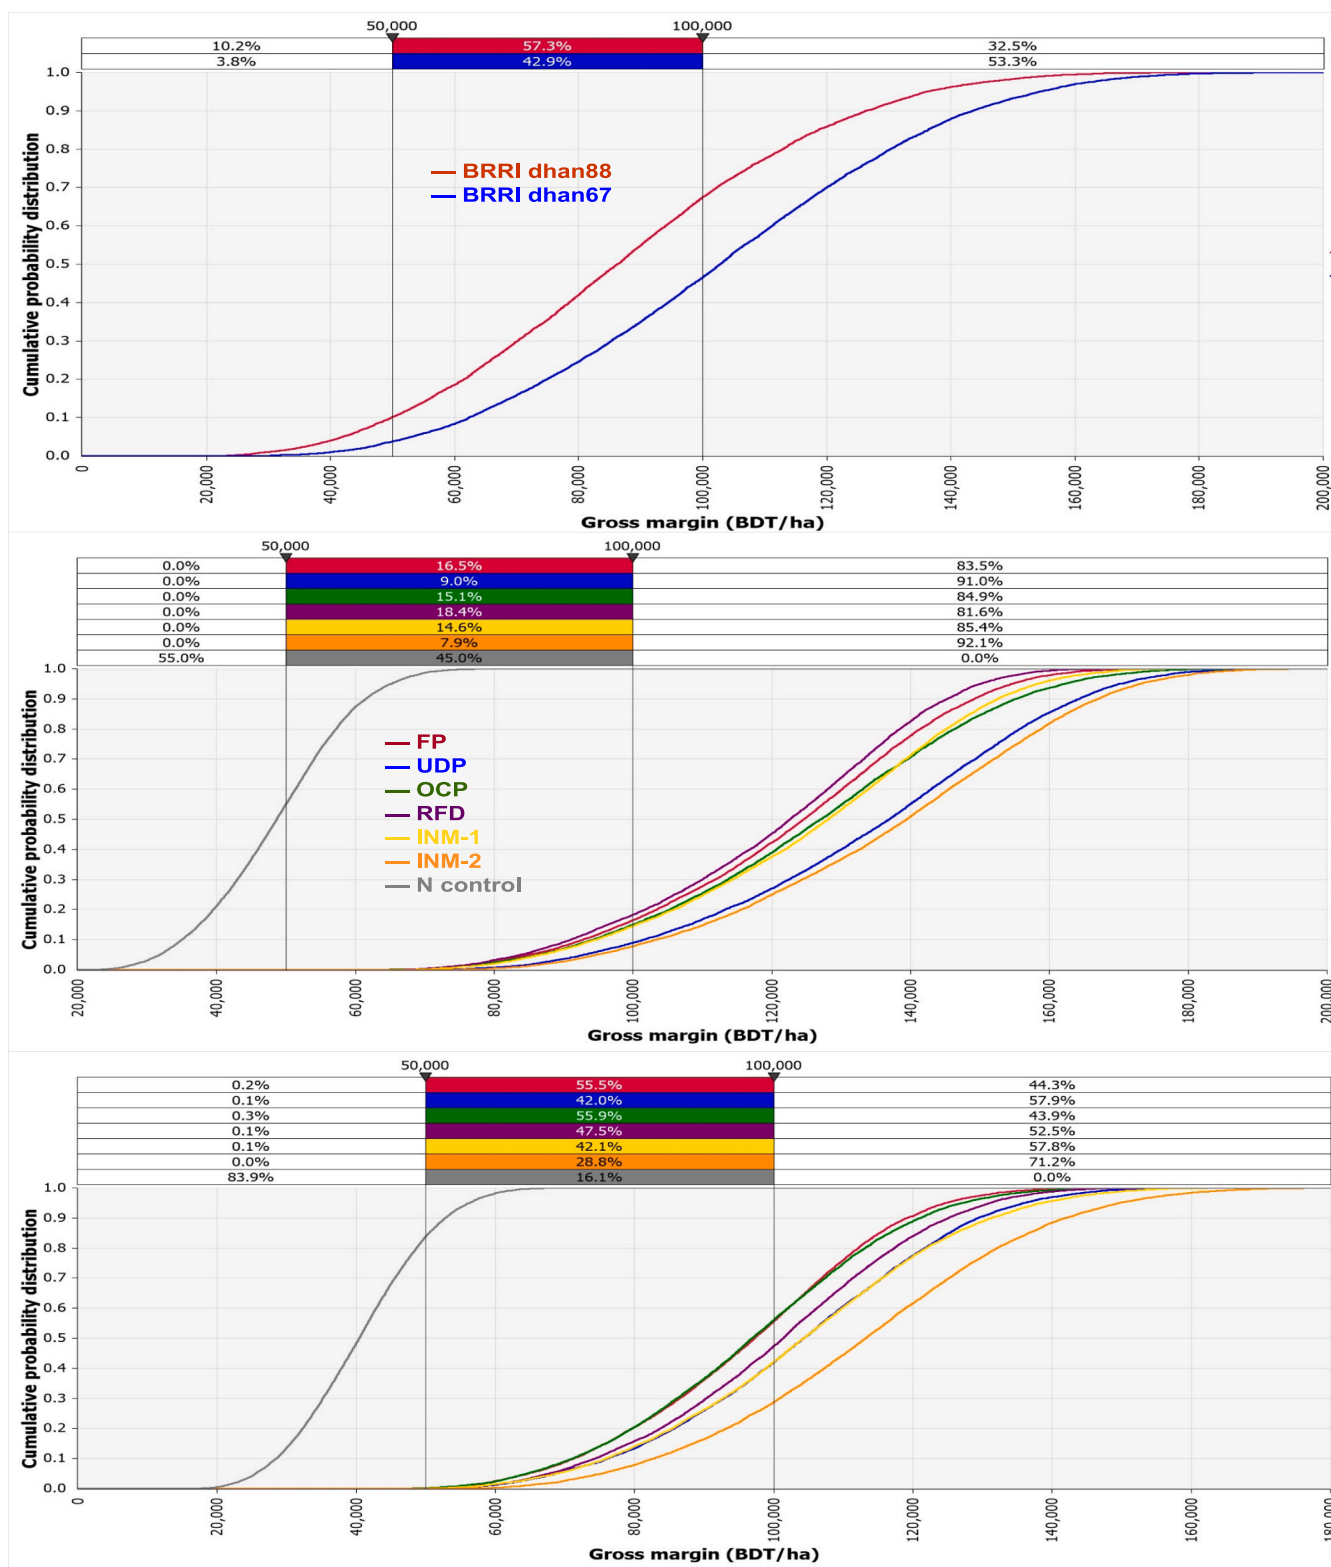 50,000 100,000
10.2% 57.3% 32.5%
3.8% 42.9% 53.3%
1.0
0.9
0.8
0.7
0.6
0.5
0.4
0.3
0.2
0.1
0.0
Cumulative probability distribution
BRRI dhan88
BRRI dhan67
0 20,000 40,000 60,000 80,000 100,000 120,000 140,000 160,000 180,000 200,000
Gross margin (BDT/ha)
50,000 100,000
0.0% 16.5% 83.5%
0.0% 9.0% 91.0%
0.0% 15.1% 84.9%
0.0% 18.4% 81.6%
0.0% 14.6% 85.4%
0.0% 7.9% 92.1%
55.0% 45.0% 0.0%
1.0
0.9
0.8
0.7
0.6
0.5
0.4
0.3
0.2
0.1
0.0
Cumulative probability distribution
FP
UDP
OCP
RFD
INM-1
INM-2
N control
20,000 40,000 60,000 80,000 100,000 120,000 140,000 160,000 180,000 200,000
Gross margin (BDT/ha)
50,000 100,000
0.2% 55.5% 44.3%
0.1% 42.0% 57.9%
0.3% 55.9% 43.9%
0.1% 47.5% 52.5%
0.1% 42.1% 57.8%
0.0% 28.8% 71.2%
83.9% 16.1% 0.0%
1.0
0.9
0.8
0.7
0.6
0.5
0.4
0.3
0.2
0.1
0.0
Cumulative probability distribution
0 20,000 40,000 60,000 80,000 100,000 120,000 140,000 160,000 180,000
Gross margin (BDT/ha)